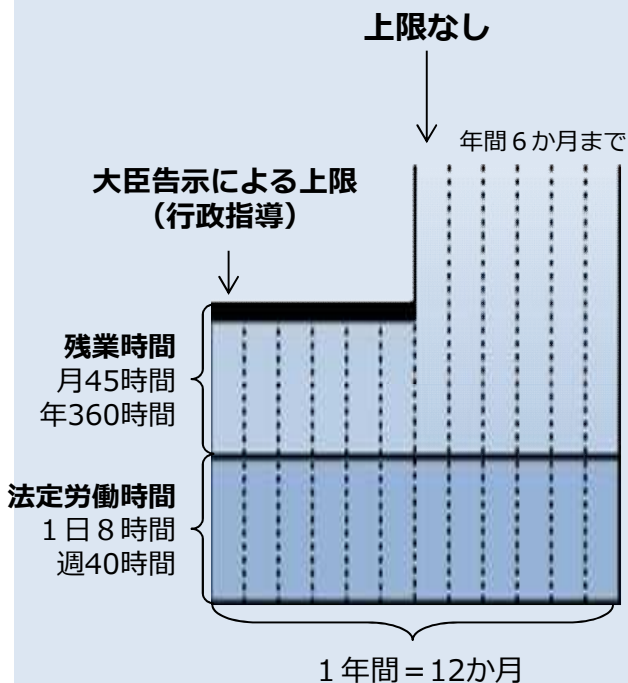 上限なし
年間６か月まで
大臣告示による上限
（行政指導）
残業時間
月45時間
年360時間
法定労働時間
１日８時間
週40時間
１年間＝12か月